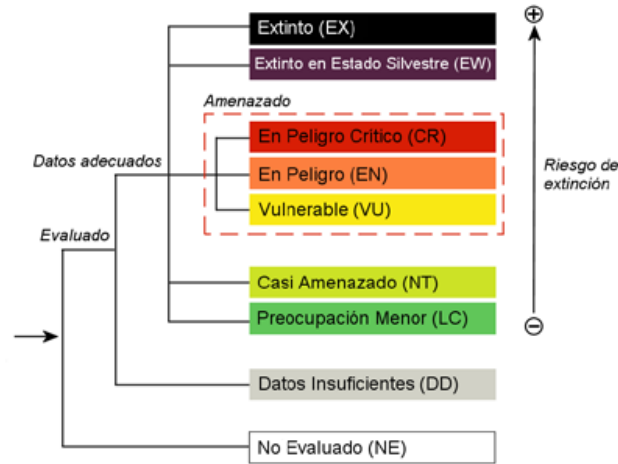 Extinto (EX)
Extinto en Estado Silvestre (EW)
Amenazado
En Peligro Crítico (CR)
Datos adecuados
En Peligro (EN)
Riesgo de
extinción
Vulnerable (VU)
Evaluado
Casi Amenazado (NT)
Preocupación Menor (LC)
Datos Insuficientes (DD)
No Evaluado (NE)